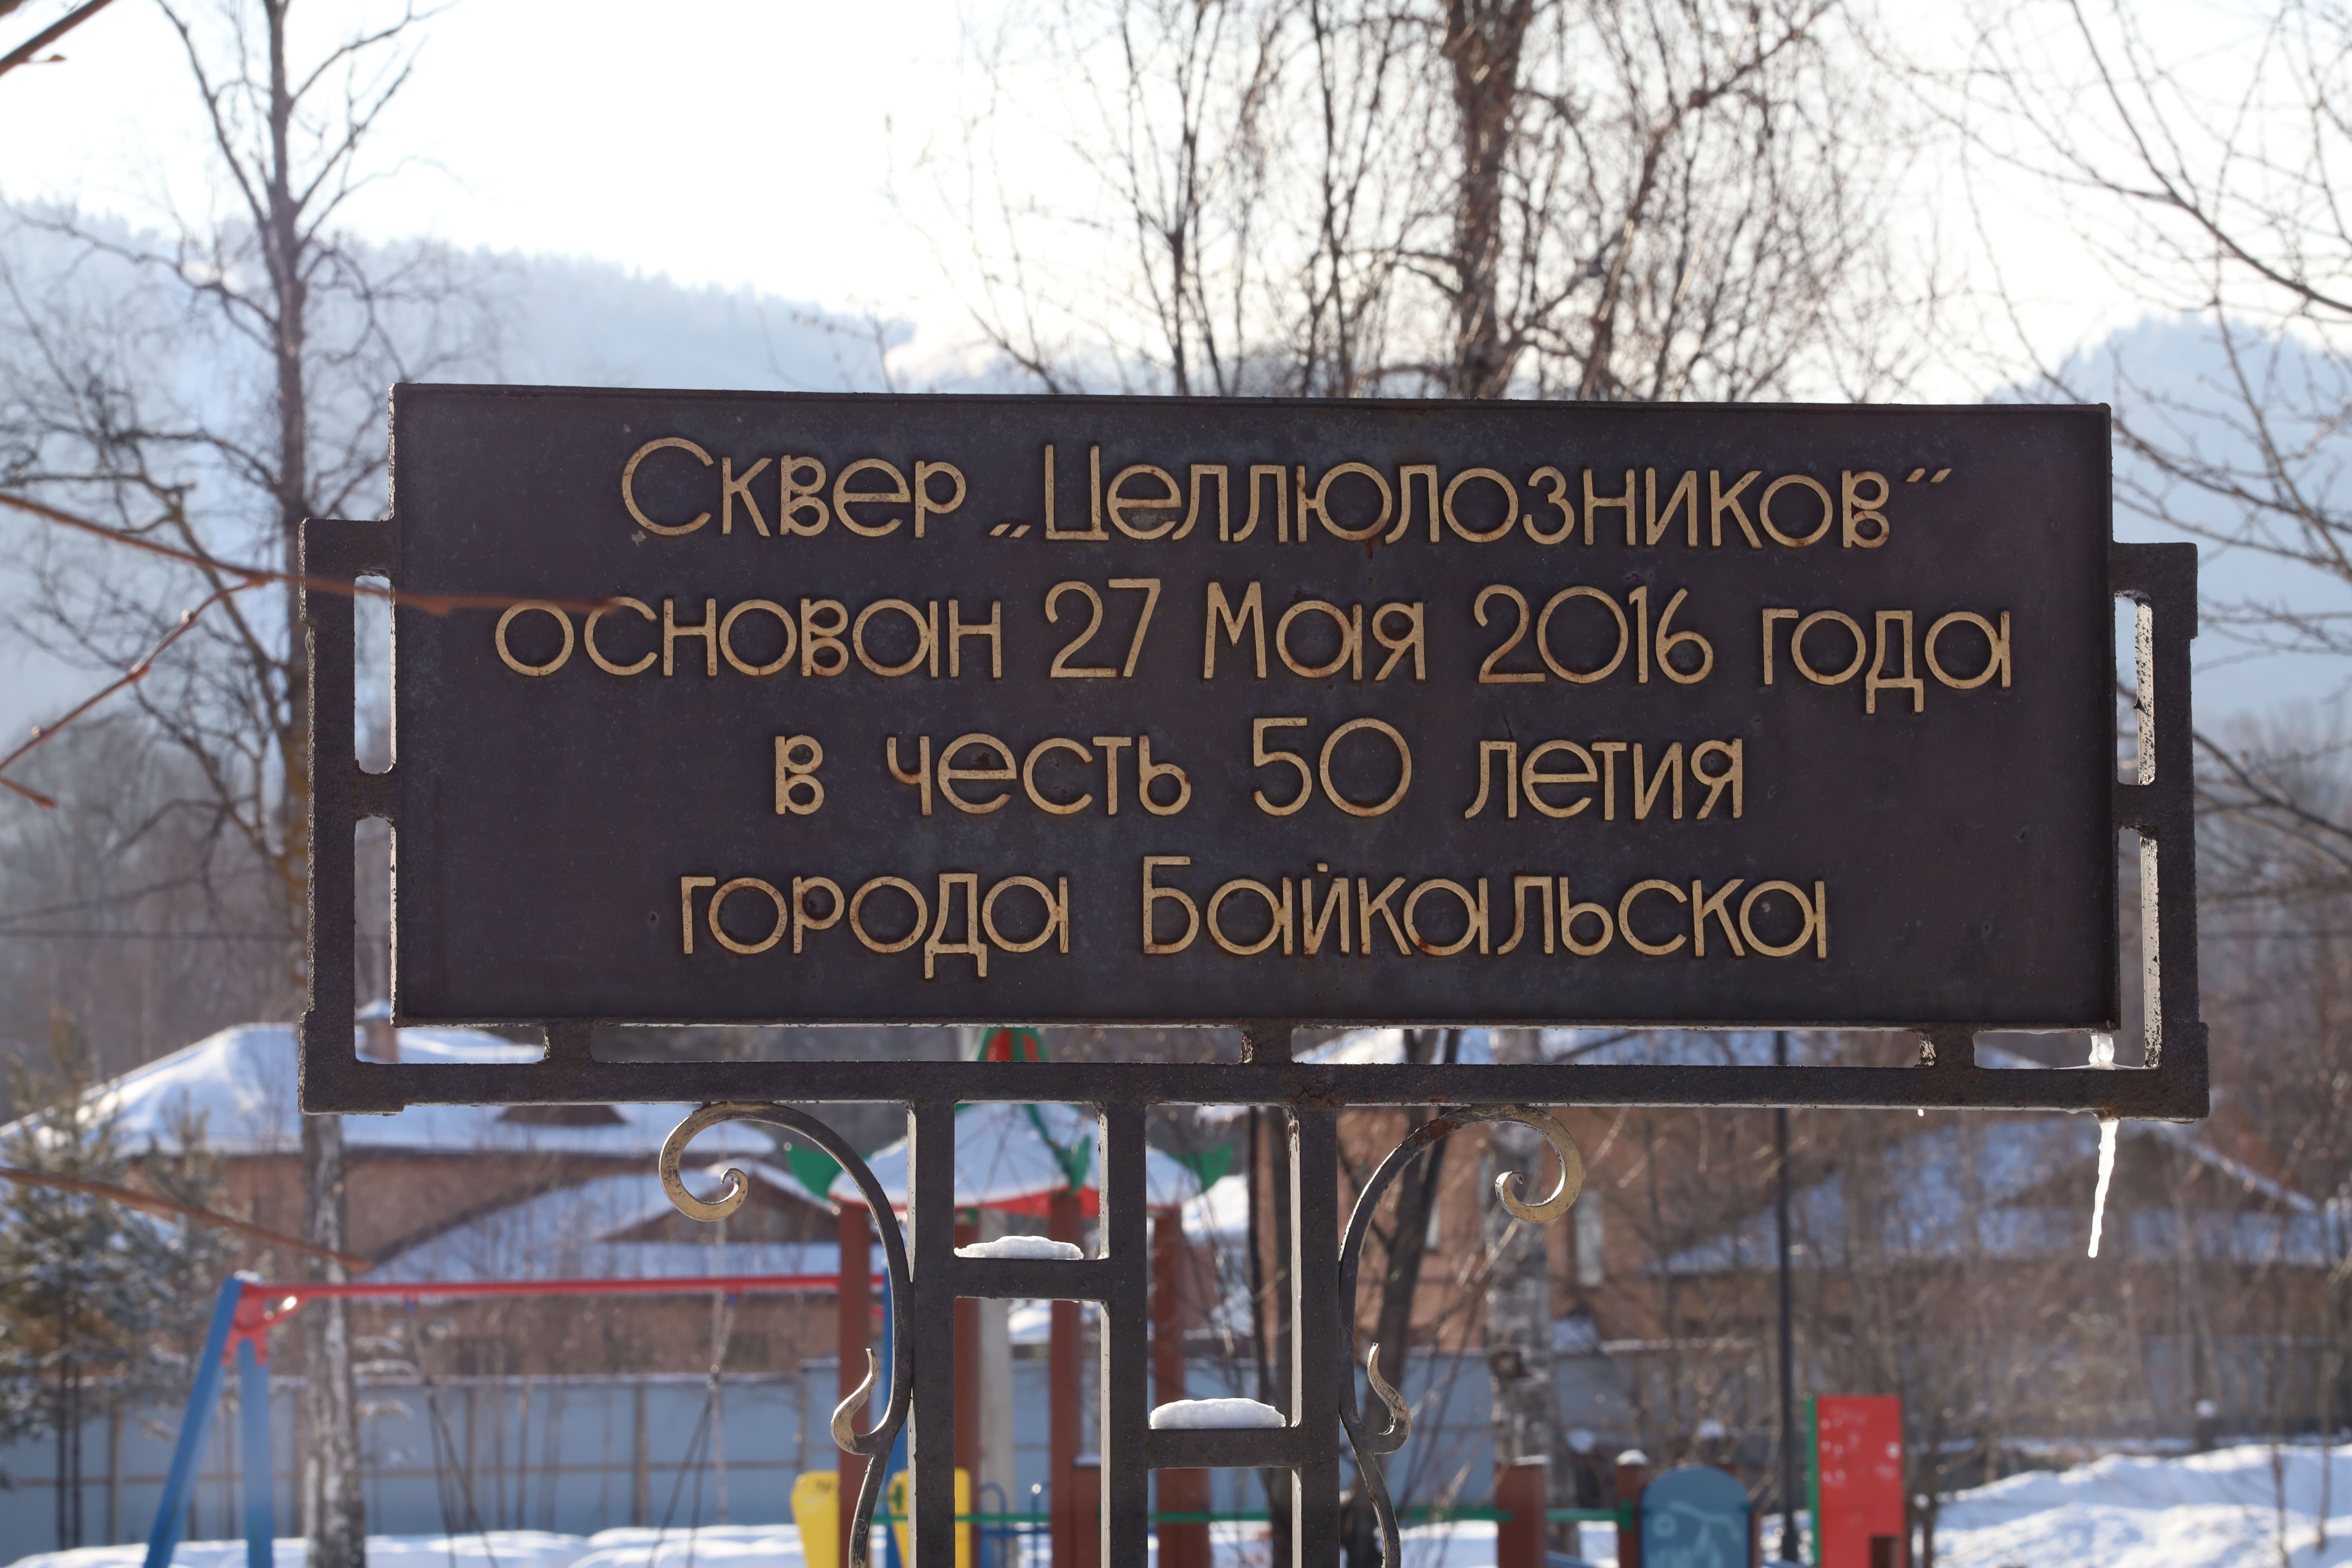 Сквер „Целлюлозников“
основан 27 Мая 2016 года
в честь 50 летия
города Байкальска